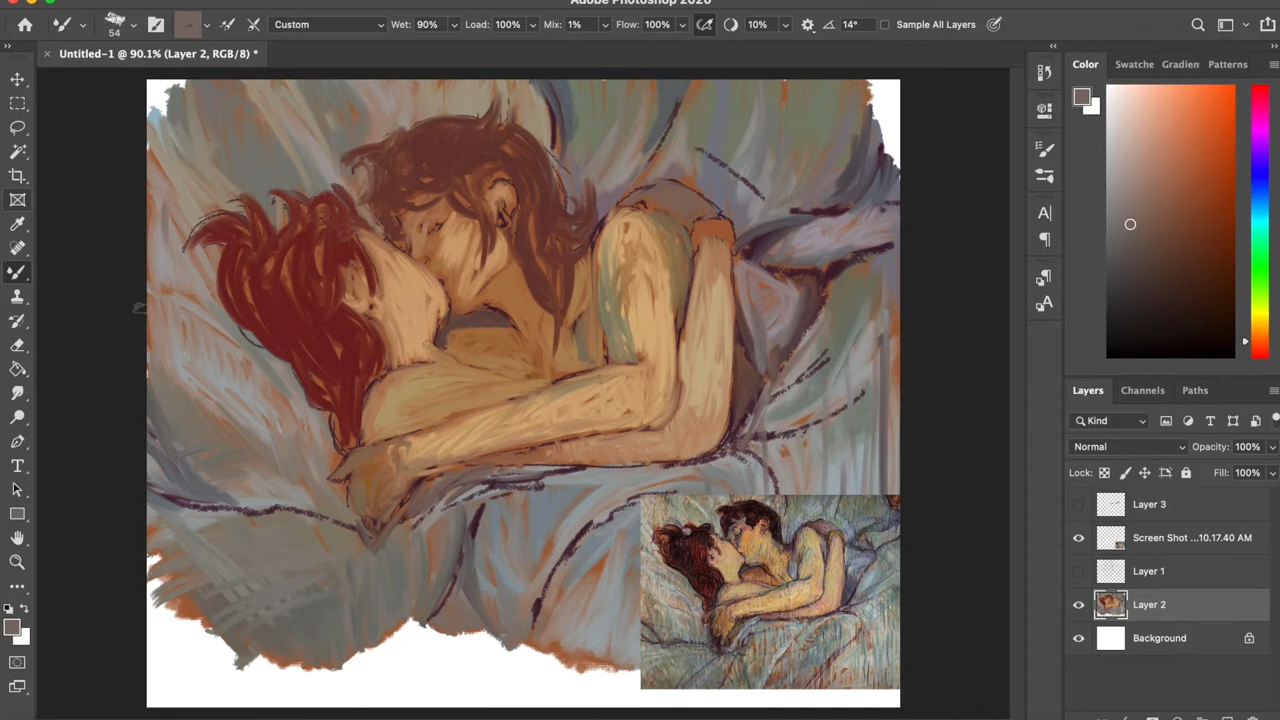 Adobe Photoshop 2020
54
Custom
Wet: 90%
Load: 100%
Mix: 1%
Flow: 100%
10%
14°
Sample All Layers
× Untitled-1 @ 90.1% (Layer 2, RGB/8) *
Color
Swatche
Gradien
Patterns
Layers
Channels
Paths
Kind
Normal
Opacity: 100%
Lock:
Fill: 100%
Layer 3
Screen Shot ...10.17.40 AM
Layer 1
Layer 2
Background